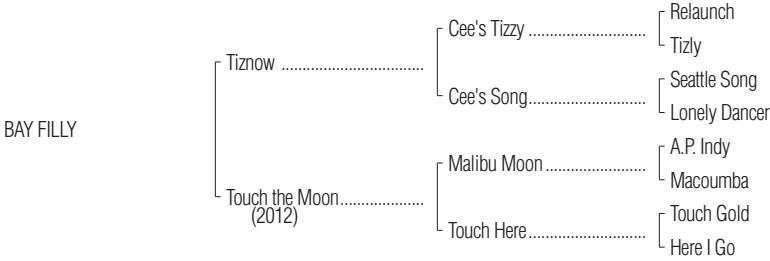 Relaunch
Cee's Tizzy ..............................
Tizly
Tiznow ....................................
Seattle Song
Cee's Song..............................
Lonely Dancer
BAY FILLY
A.P. Indy
Malibu Moon..........................
Macoumba
Touch the Moon.....................
(2012)
Touch Gold
Touch Here..............................
Here I Go